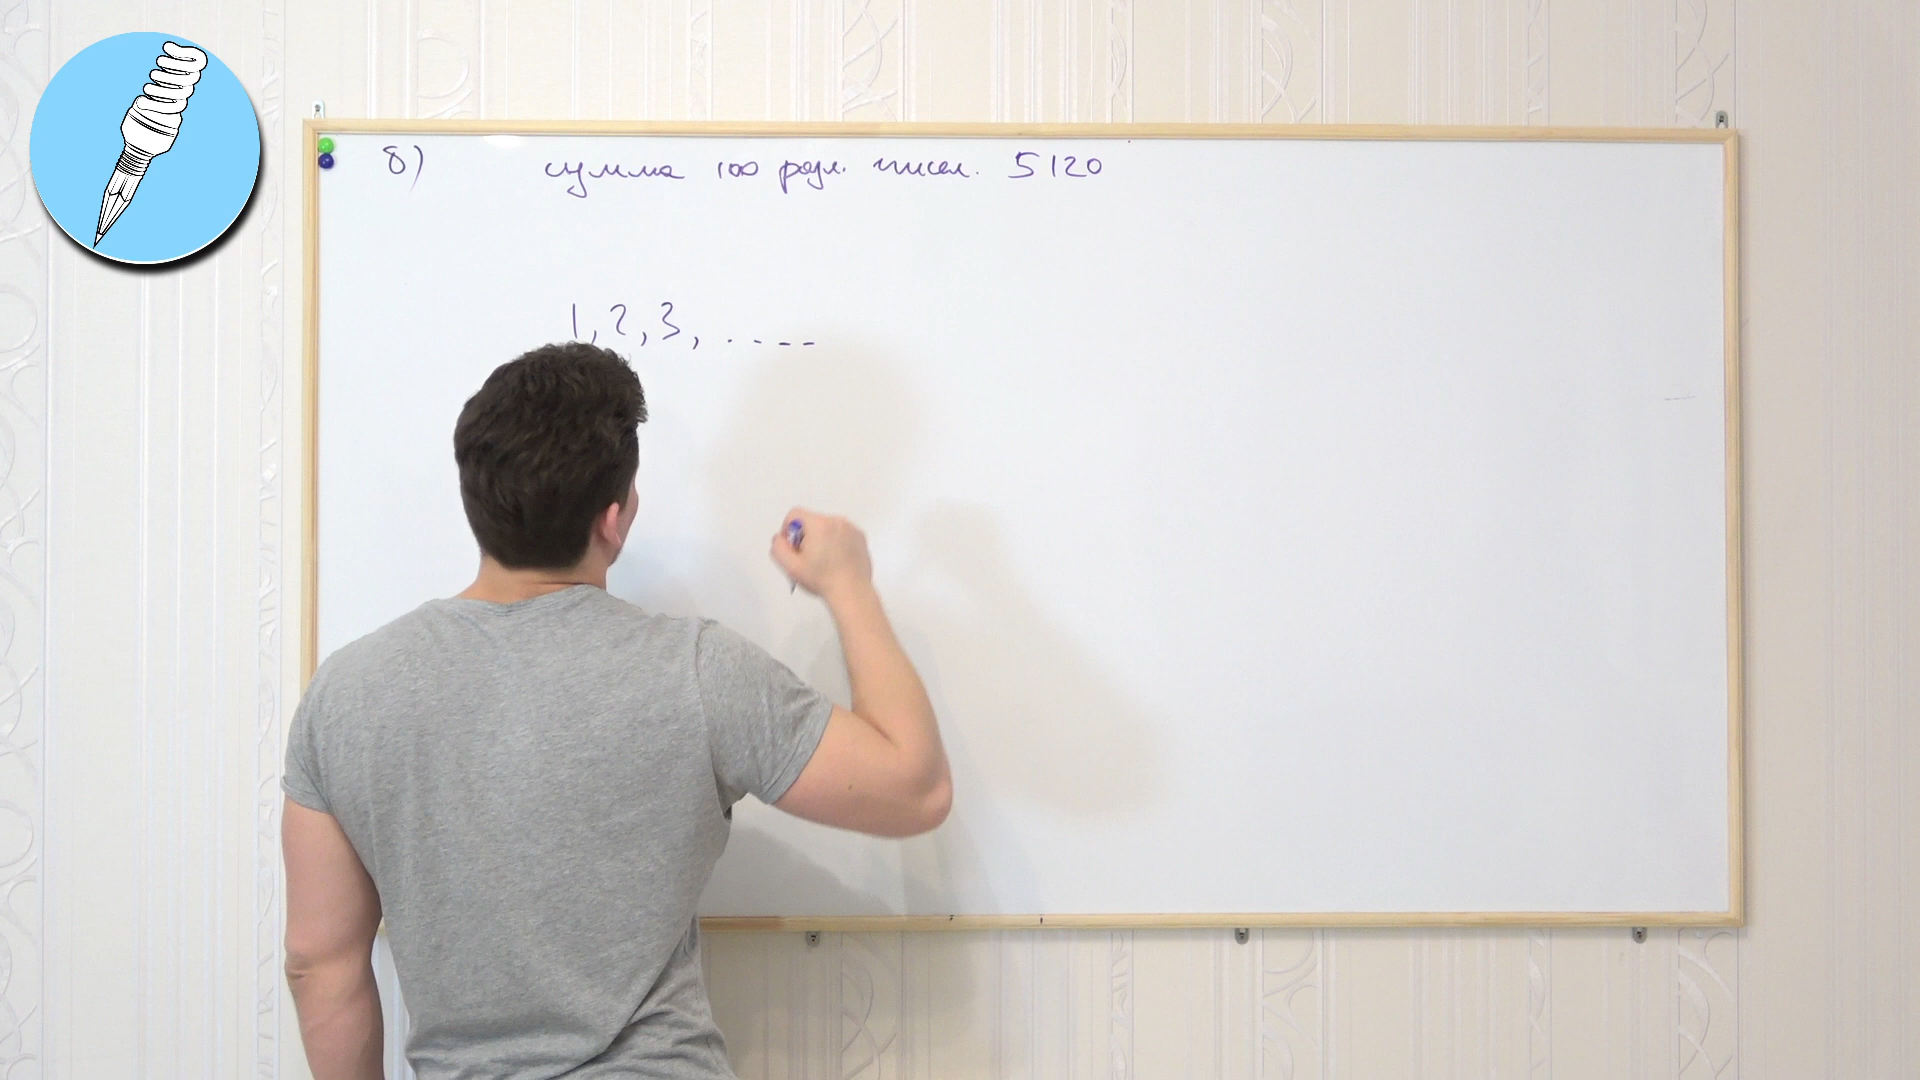 б) сумма 100 разл. чисел. 5120
1, 2, 3, ....